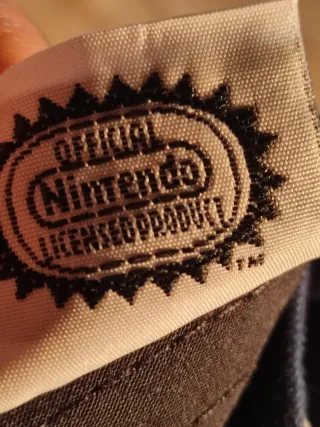 OFFICIAL
Nintendo
LICENSED PRODUCT
TM